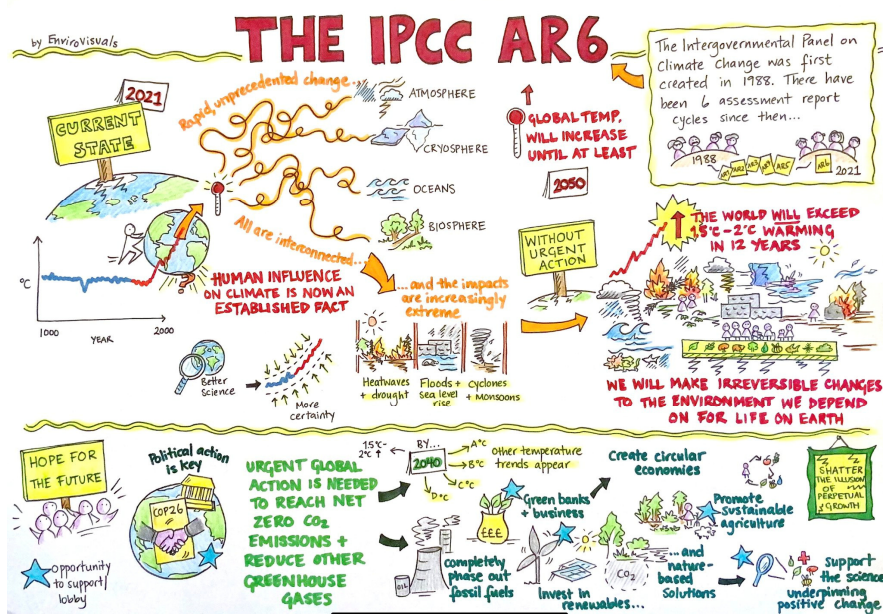 THE IPCC AR6
by EnviroVisuals
The Intergovernmental Panel on
Climate Change was first
created in 1988. There have
been 6 assessment report
cycles since then...
1988
AR1
AR2
AR3
AR4
AR5
AR6
2021
2021
CURRENT
STATE
Rapid, unprecedented change...
ATMOSPHERE
CRYOSPHERE
OCEANS
BIOSPHERE
All are interconnected...
GLOBAL TEMP.
WILL INCREASE
UNTIL AT LEAST
2050
°C
1000
2000
YEAR
?
HUMAN INFLUENCE
ON CLIMATE IS NOW AN
ESTABLISHED FACT
...and the impacts
are increasingly
extreme
Heatwaves
+ drought
Floods +
sea level
rise
cyclones
+ monsoons
Better
Science
More
certainty
WITHOUT
URGENT
ACTION
THE WORLD WILL EXCEED
1.5°C-2°C WARMING
IN 12 YEARS
WE WILL MAKE IRREVERSIBLE CHANGES
TO THE ENVIRONMENT WE DEPEND
ON FOR LIFE ON EARTH
HOPE FOR
THE FUTURE
opportunity
to support/
lobby
Political action
is key
COP26
URGENT GLOBAL
ACTION IS NEEDED
TO REACH NET
ZERO CO2
EMISSIONS +
REDUCE OTHER
GREENHOUSE
GASES
1.5°C-
2°C ↑
BY...
2040
A°C
B°C
C°C
D°C
Other temperature
trends appear
OIL
completely
phase out
fossil fuels
£££
Green banks
+ business
Invest in
renewables...
Create circular
economies
CO2
Promote
Sustainable
agriculture
...and
nature-
based
solutions
SHATTER
THE ILLUSION
OF
PERPETUAL
GROWTH
Support
the science
underpinning
positive change